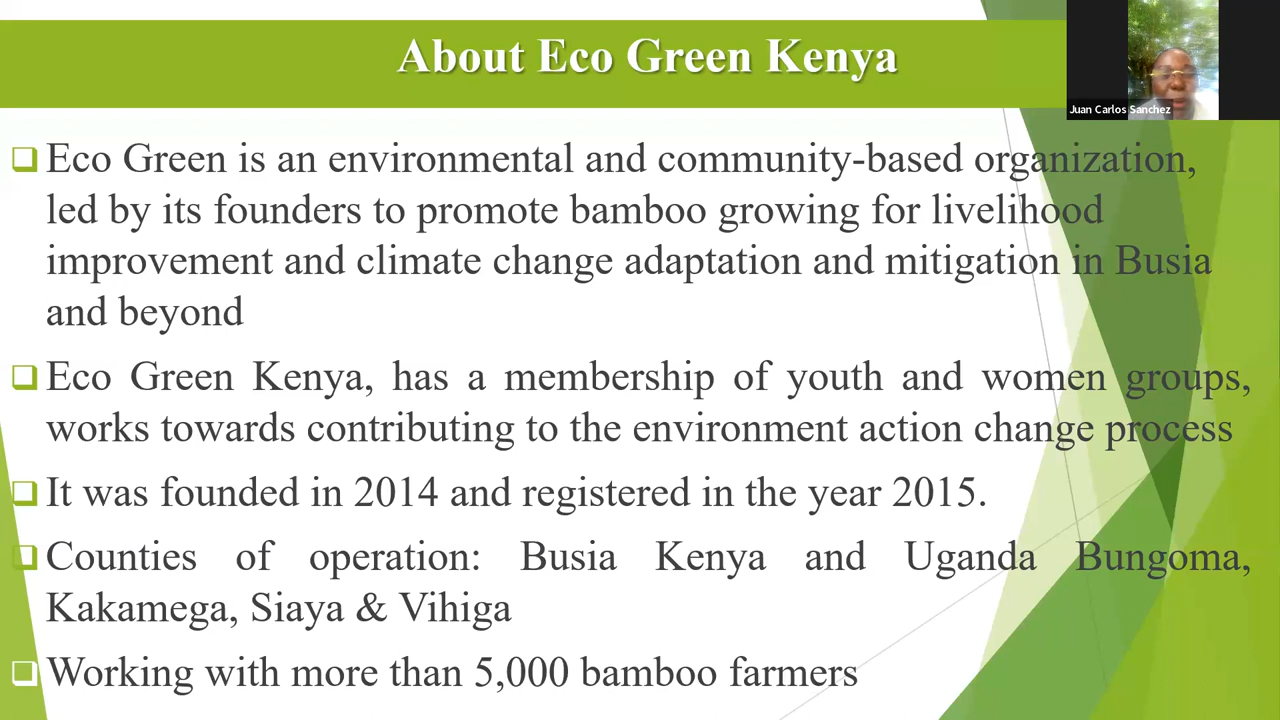 About Eco Green Kenya
Juan Carlos Sanchez
Eco Green is an environmental and community-based organization,
led by its founders to promote bamboo growing for livelihood
improvement and climate change adaptation and mitigation in Busia
and beyond
Eco Green Kenya, has a membership of youth and women groups,
works towards contributing to the environment action change process
It was founded in 2014 and registered in the year 2015.
Counties of operation: Busia Kenya and Uganda Bungoma,
Kakamega, Siaya & Vihiga
Working with more than 5,000 bamboo farmers